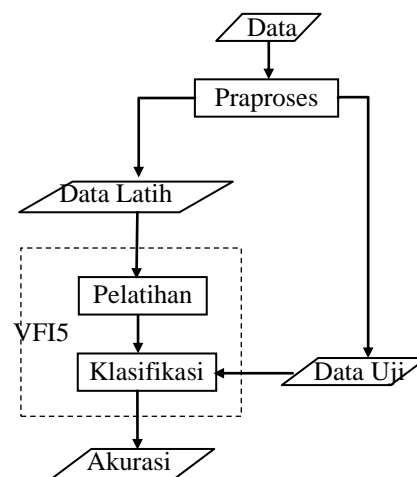 Data
Praproses
Data Latih
Pelatihan
VFI5
Klasifikasi
Data Uji
Akurasi